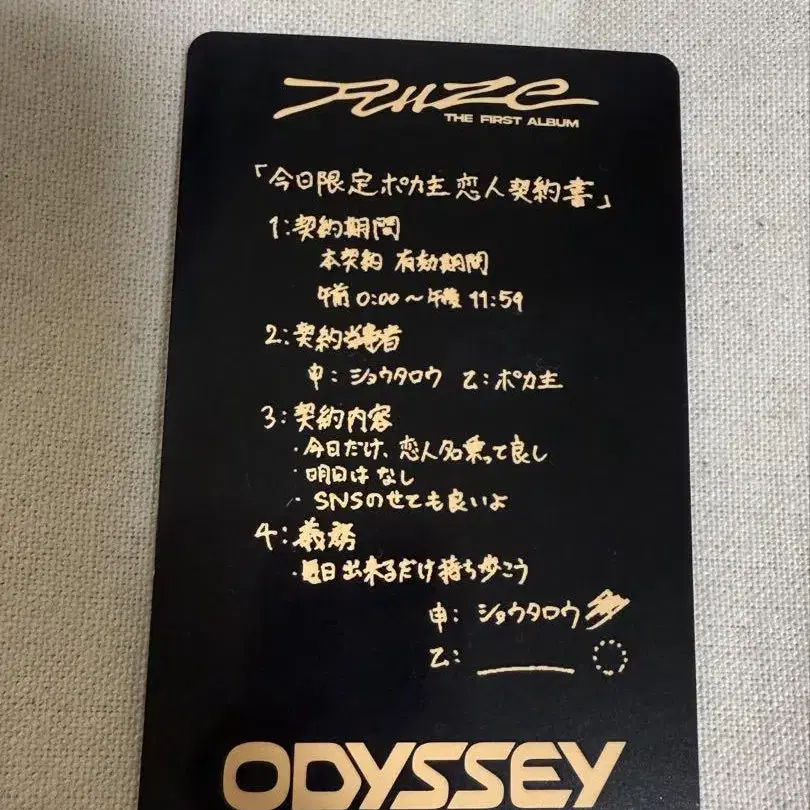 RIIZE
THE FIRST ALBUM
「今日限定ポカ主恋人契約書」
1:契約期間
本契約 有効期間
午前 0:00〜午後 11:59
2:契約当事者
申: ショウタロウ 乙:ポカ主
3:契約内容
・今日だけ、恋人名乗って良し
・明日はなし
・SNSのせても良いよ
4:義務
・毎日出来るだけ持ち歩こう
申: ショウタロウ
乙:
ODYSSEY